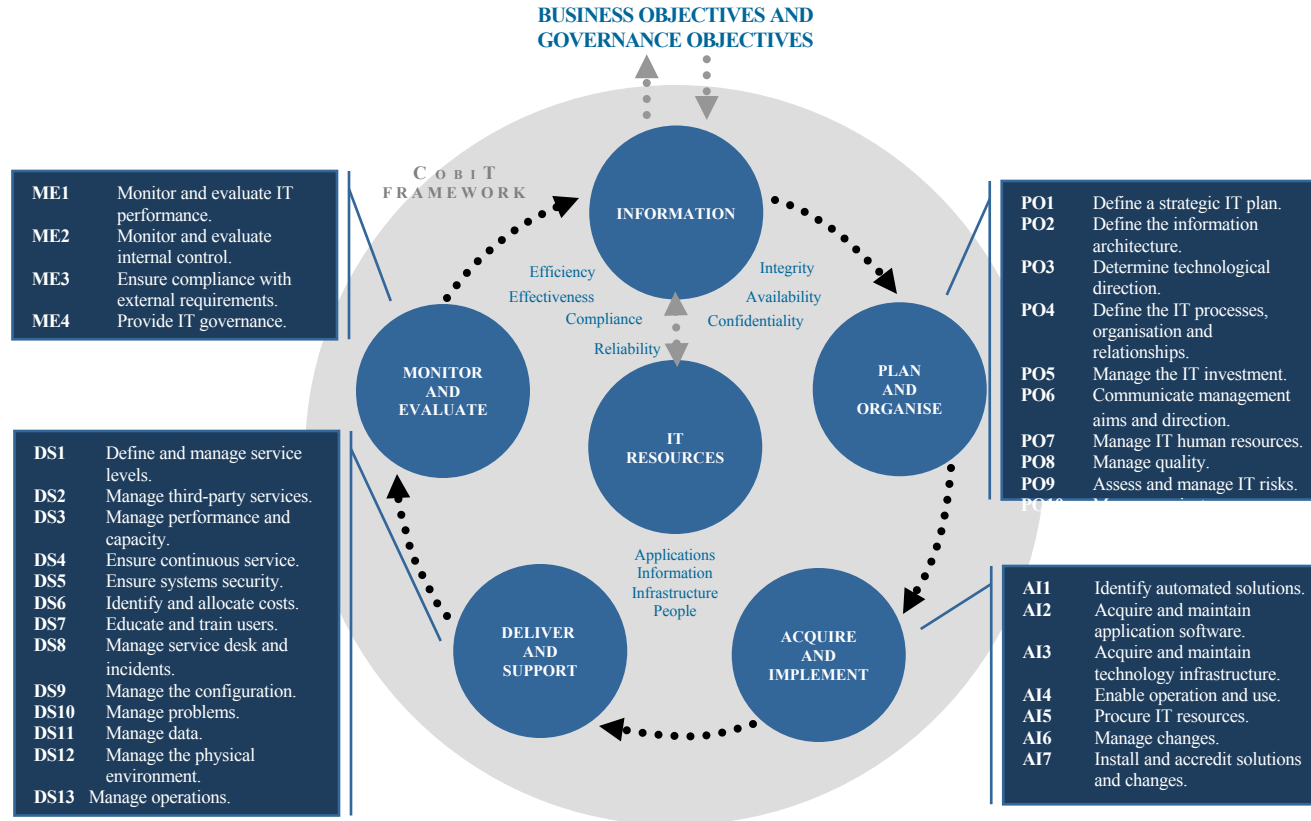 BUSINESS OBJECTIVES AND
GOVERNANCE OBJECTIVES
COBIT
FRAMEWORK
INFORMATION
Efficiency
Effectiveness
Compliance
Reliability
Integrity
Availability
Confidentiality
MONITOR
AND
EVALUATE
PLAN
AND
ORGANISE
IT
RESOURCES
Applications
Information
Infrastructure
People
DELIVER
AND
SUPPORT
ACQUIRE
AND
IMPLEMENT
ME1 Monitor and evaluate IT
performance.
ME2 Monitor and evaluate
internal control.
ME3 Ensure compliance with
external requirements.
ME4 Provide IT governance.
DS1 Define and manage service
levels.
DS2 Manage third-party services.
DS3 Manage performance and
capacity.
DS4 Ensure continuous service.
DS5 Ensure systems security.
DS6 Identify and allocate costs.
DS7 Educate and train users.
DS8 Manage service desk and
incidents.
DS9 Manage the configuration.
DS10 Manage problems.
DS11 Manage data.
DS12 Manage the physical
environment.
DS13 Manage operations.
PO1 Define a strategic IT plan.
PO2 Define the information
architecture.
PO3 Determine technological
direction.
PO4 Define the IT processes,
organisation and
relationships.
PO5 Manage the IT investment.
PO6 Communicate management
aims and direction.
PO7 Manage IT human resources.
PO8 Manage quality.
PO9 Assess and manage IT risks.
AI1 Identify automated solutions.
AI2 Acquire and maintain
application software.
AI3 Acquire and maintain
technology infrastructure.
AI4 Enable operation and use.
AI5 Procure IT resources.
AI6 Manage changes.
AI7 Install and accredit solutions
and changes.